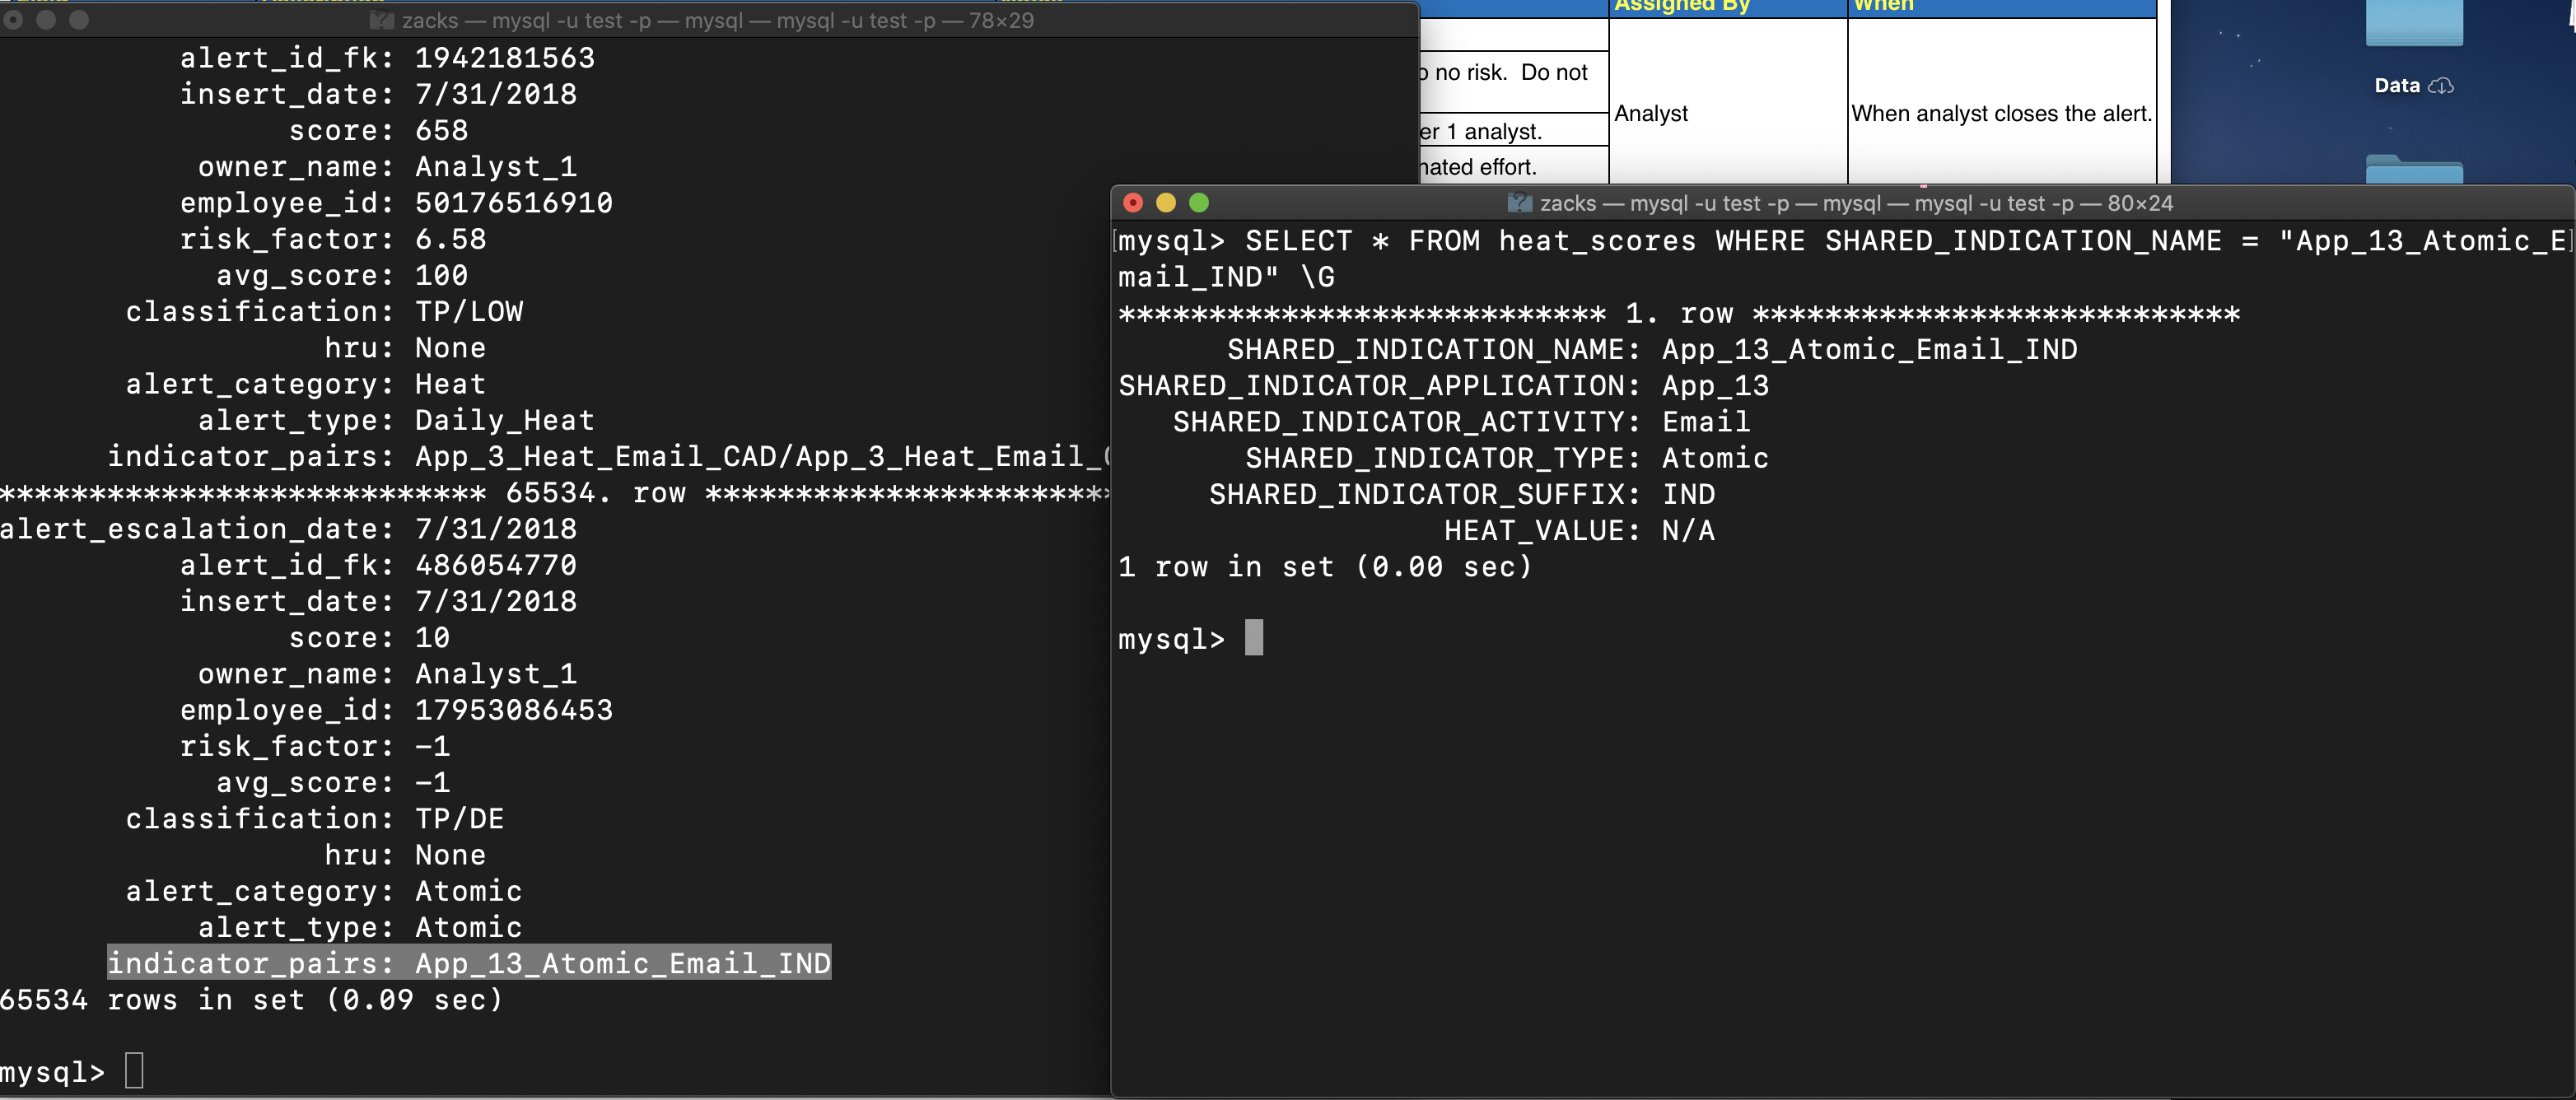 zacks — mysql -u test -p — mysql — mysql -u test -p — 78×29
alert_id_fk: 1942181563
insert_date: 7/31/2018
score: 658
owner_name: Analyst_1
employee_id: 50176516910
risk_factor: 6.58
avg_score: 100
classification: TP/LOW
hru: None
alert_category: Heat
alert_type: Daily_Heat
indicator_pairs: App_3_Heat_Email_CAD/App_3_Heat_Email_
*************************** 65534. row ***********************
alert_escalation_date: 7/31/2018
alert_id_fk: 486054770
insert_date: 7/31/2018
score: 10
owner_name: Analyst_1
employee_id: 17953086453
risk_factor: -1
avg_score: -1
classification: TP/DE
hru: None
alert_category: Atomic
alert_type: Atomic
indicator_pairs: App_13_Atomic_Email_IND
65534 rows in set (0.09 sec)
mysql>
Assigned By
When
no risk. Do not
er 1 analyst.
nated effort.
Analyst
When analyst closes the alert.
Data
zacks — mysql -u test -p — mysql — mysql -u test -p — 80×24
[mysql> SELECT * FROM heat_scores WHERE SHARED_INDICATION_NAME = "App_13_Atomic_E]
mail_IND" \G
*************************** 1. row ***************************
SHARED_INDICATION_NAME: App_13_Atomic_Email_IND
SHARED_INDICATOR_APPLICATION: App_13
SHARED_INDICATOR_ACTIVITY: Email
SHARED_INDICATOR_TYPE: Atomic
SHARED_INDICATOR_SUFFIX: IND
HEAT_VALUE: N/A
1 row in set (0.00 sec)
mysql>